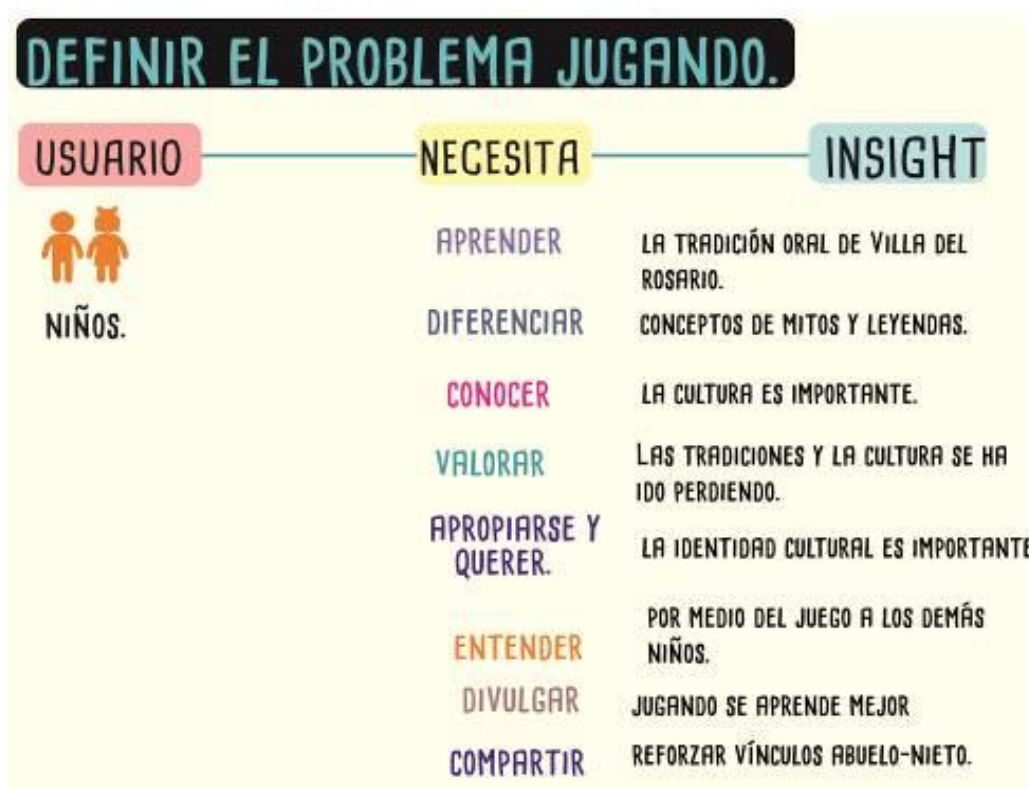 DEFINIR EL PROBLEMA JUGANDO.
USUARIO
NECESITA
INSIGHT
NIÑOS.
APRENDER
LA TRADICIÓN ORAL DE VILLA DEL
ROSARIO.
DIFERENCIAR
CONCEPTOS DE MITOS Y LEYENDAS.
CONOCER
LA CULTURA ES IMPORTANTE.
VALORAR
LAS TRADICIONES Y LA CULTURA SE HA
IDO PERDIENDO.
APROPIARSE Y
QUERER.
LA IDENTIDAD CULTURAL ES IMPORTANTE
ENTENDER
POR MEDIO DEL JUEGO A LOS DEMÁS
NIÑOS.
DIVULGAR
JUGANDO SE APRENDE MEJOR
COMPARTIR
REFORZAR VÍNCULOS ABUELO-NIETO.